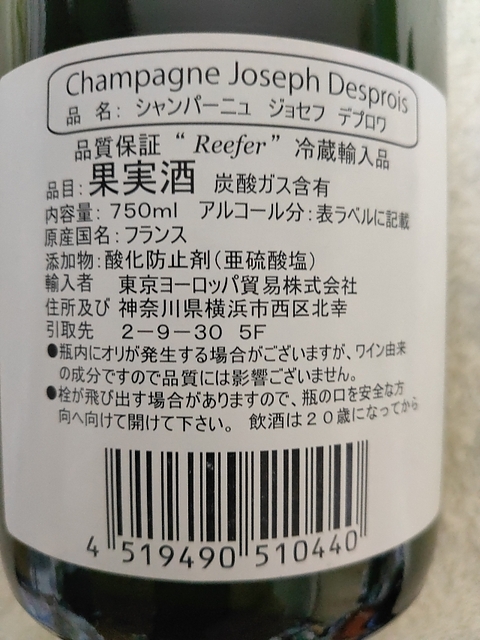 Champagne Joseph Desprois
品 名: シャンパーニュ ジョセフ デプロワ
品質保証 “Reefer” 冷蔵輸入品
品目: 果実酒 炭酸ガス含有
内容量: 750ml アルコール分: 表ラベルに記載
原産国名: フランス
添加物: 酸化防止剤(亜硫酸塩)
輸入者 東京ヨーロッパ貿易株式会社
住所及び 神奈川県横浜市西区北幸
引取先 2-9-30 5F
●瓶内にオリが発生する場合がございますが、ワイン由来
の成分ですので品質には影響ございません。
●栓が飛び出す場合がありますので、瓶の口を安全な方
向へ向けて開けて下さい。 飲酒は20歳になってから
4 519490 510440